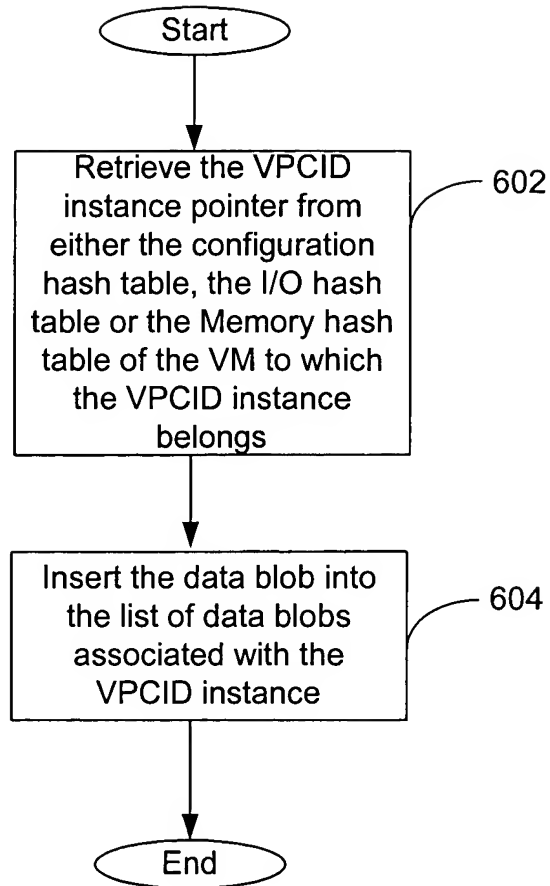 Start
Retrieve the VPCID
instance pointer from
either the configuration
hash table, the I/O hash
table or the Memory hash
table of the VM to which
the VPCID instance
belongs
602
Insert the data blob into
the list of data blobs
associated with the
VPCID instance
604
End